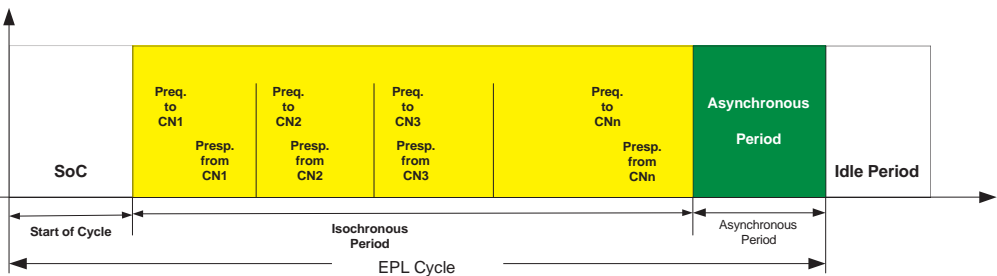 Preq.
to
CN1
Presp.
from
CN1
Preq.
to
CN2
Presp.
from
CN2
Preq.
to
CN3
Presp.
from
CN3
Preq.
to
CNn
Presp.
from
CNn
Asynchronous
Period
SoC
Idle Period
Start of Cycle
Isochronous
Period
Asynchronous
Period
EPL Cycle